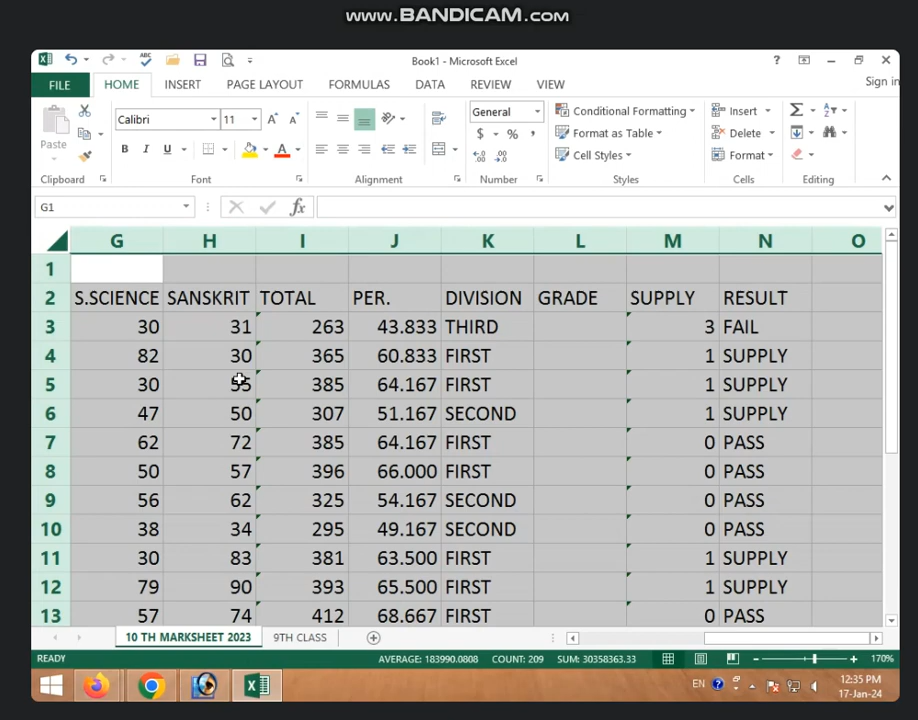 www.BANDICAM.com
Book1 - Microsoft Excel
?
Sign in
FILE HOME INSERT PAGE LAYOUT FORMULAS DATA REVIEW VIEW
Calibri 11 General Conditional Formatting Insert
Paste B I U $ % , Format as Table Delete
Cell Styles Format
Clipboard Font Alignment Number Styles Cells Editing
G1 fx
G H I J K L M N O
1
2 S.SCIENCE SANSKRIT TOTAL PER. DIVISION GRADE SUPPLY RESULT
3 30 31 263 43.833 THIRD 3 FAIL
4 82 30 365 60.833 FIRST 1 SUPPLY
5 30 55 385 64.167 FIRST 1 SUPPLY
6 47 50 307 51.167 SECOND 1 SUPPLY
7 62 72 385 64.167 FIRST 0 PASS
8 50 57 396 66.000 FIRST 0 PASS
9 56 62 325 54.167 SECOND 0 PASS
10 38 34 295 49.167 SECOND 0 PASS
11 30 83 381 63.500 FIRST 1 SUPPLY
12 79 90 393 65.500 FIRST 1 SUPPLY
13 57 74 412 68.667 FIRST 0 PASS
10 TH MARKSHEET 2023 9TH CLASS
READY AVERAGE: 183990.0808 COUNT: 209 SUM: 30358363.33 170%
EN 12:35 PM
17-Jan-24